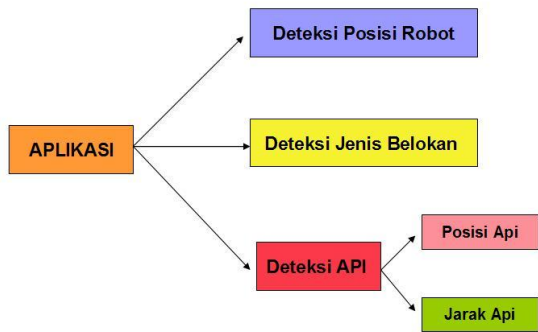 Deteksi Posisi Robot
APLIKASI
Deteksi Jenis Belokan
Deteksi API
Posisi Api
Jarak Api